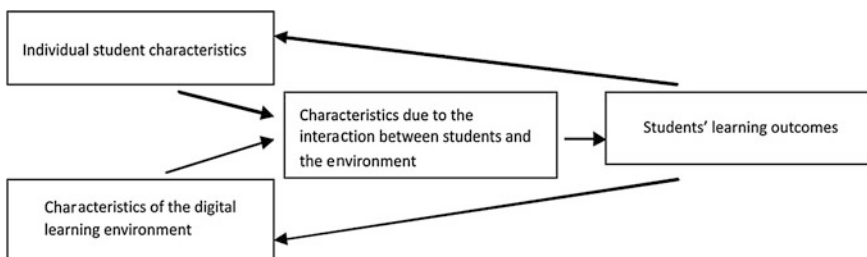 Individual student characteristics
Characteristics due to the
interaction between students and
the environment
Students’ learning outcomes
Characteristics of the digital
learning environment